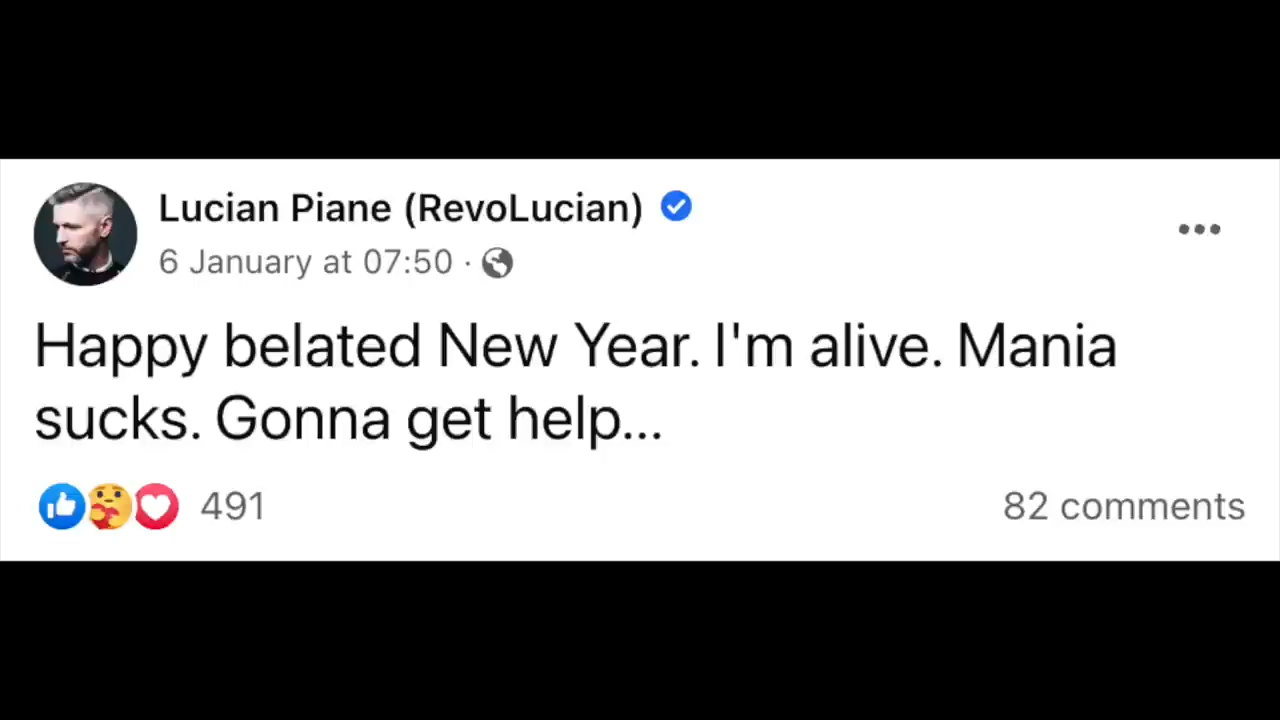 Lucian Piane (RevoLucian)
6 January at 07:50 ·
Happy belated New Year. I'm alive. Mania
sucks. Gonna get help...
491 82 comments